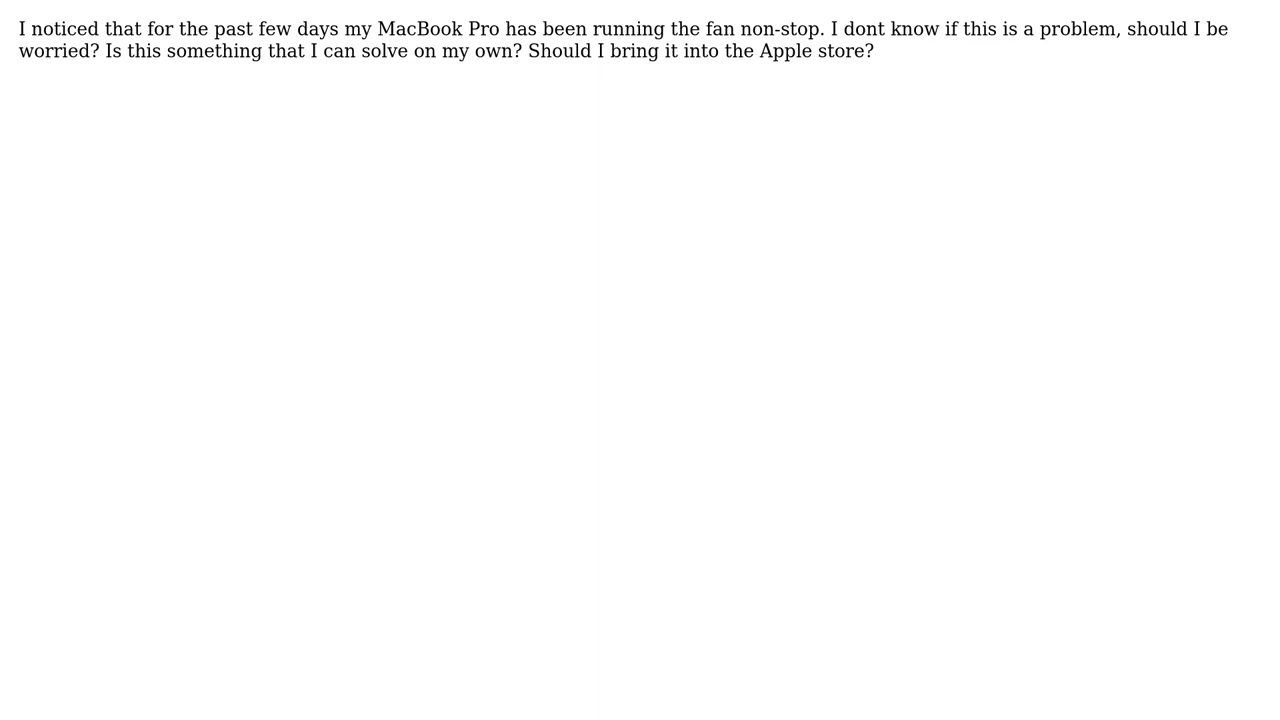 I noticed that for the past few days my MacBook Pro has been running the fan non-stop. I dont know if this is a problem, should I be
worried? Is this something that I can solve on my own? Should I bring it into the Apple store?